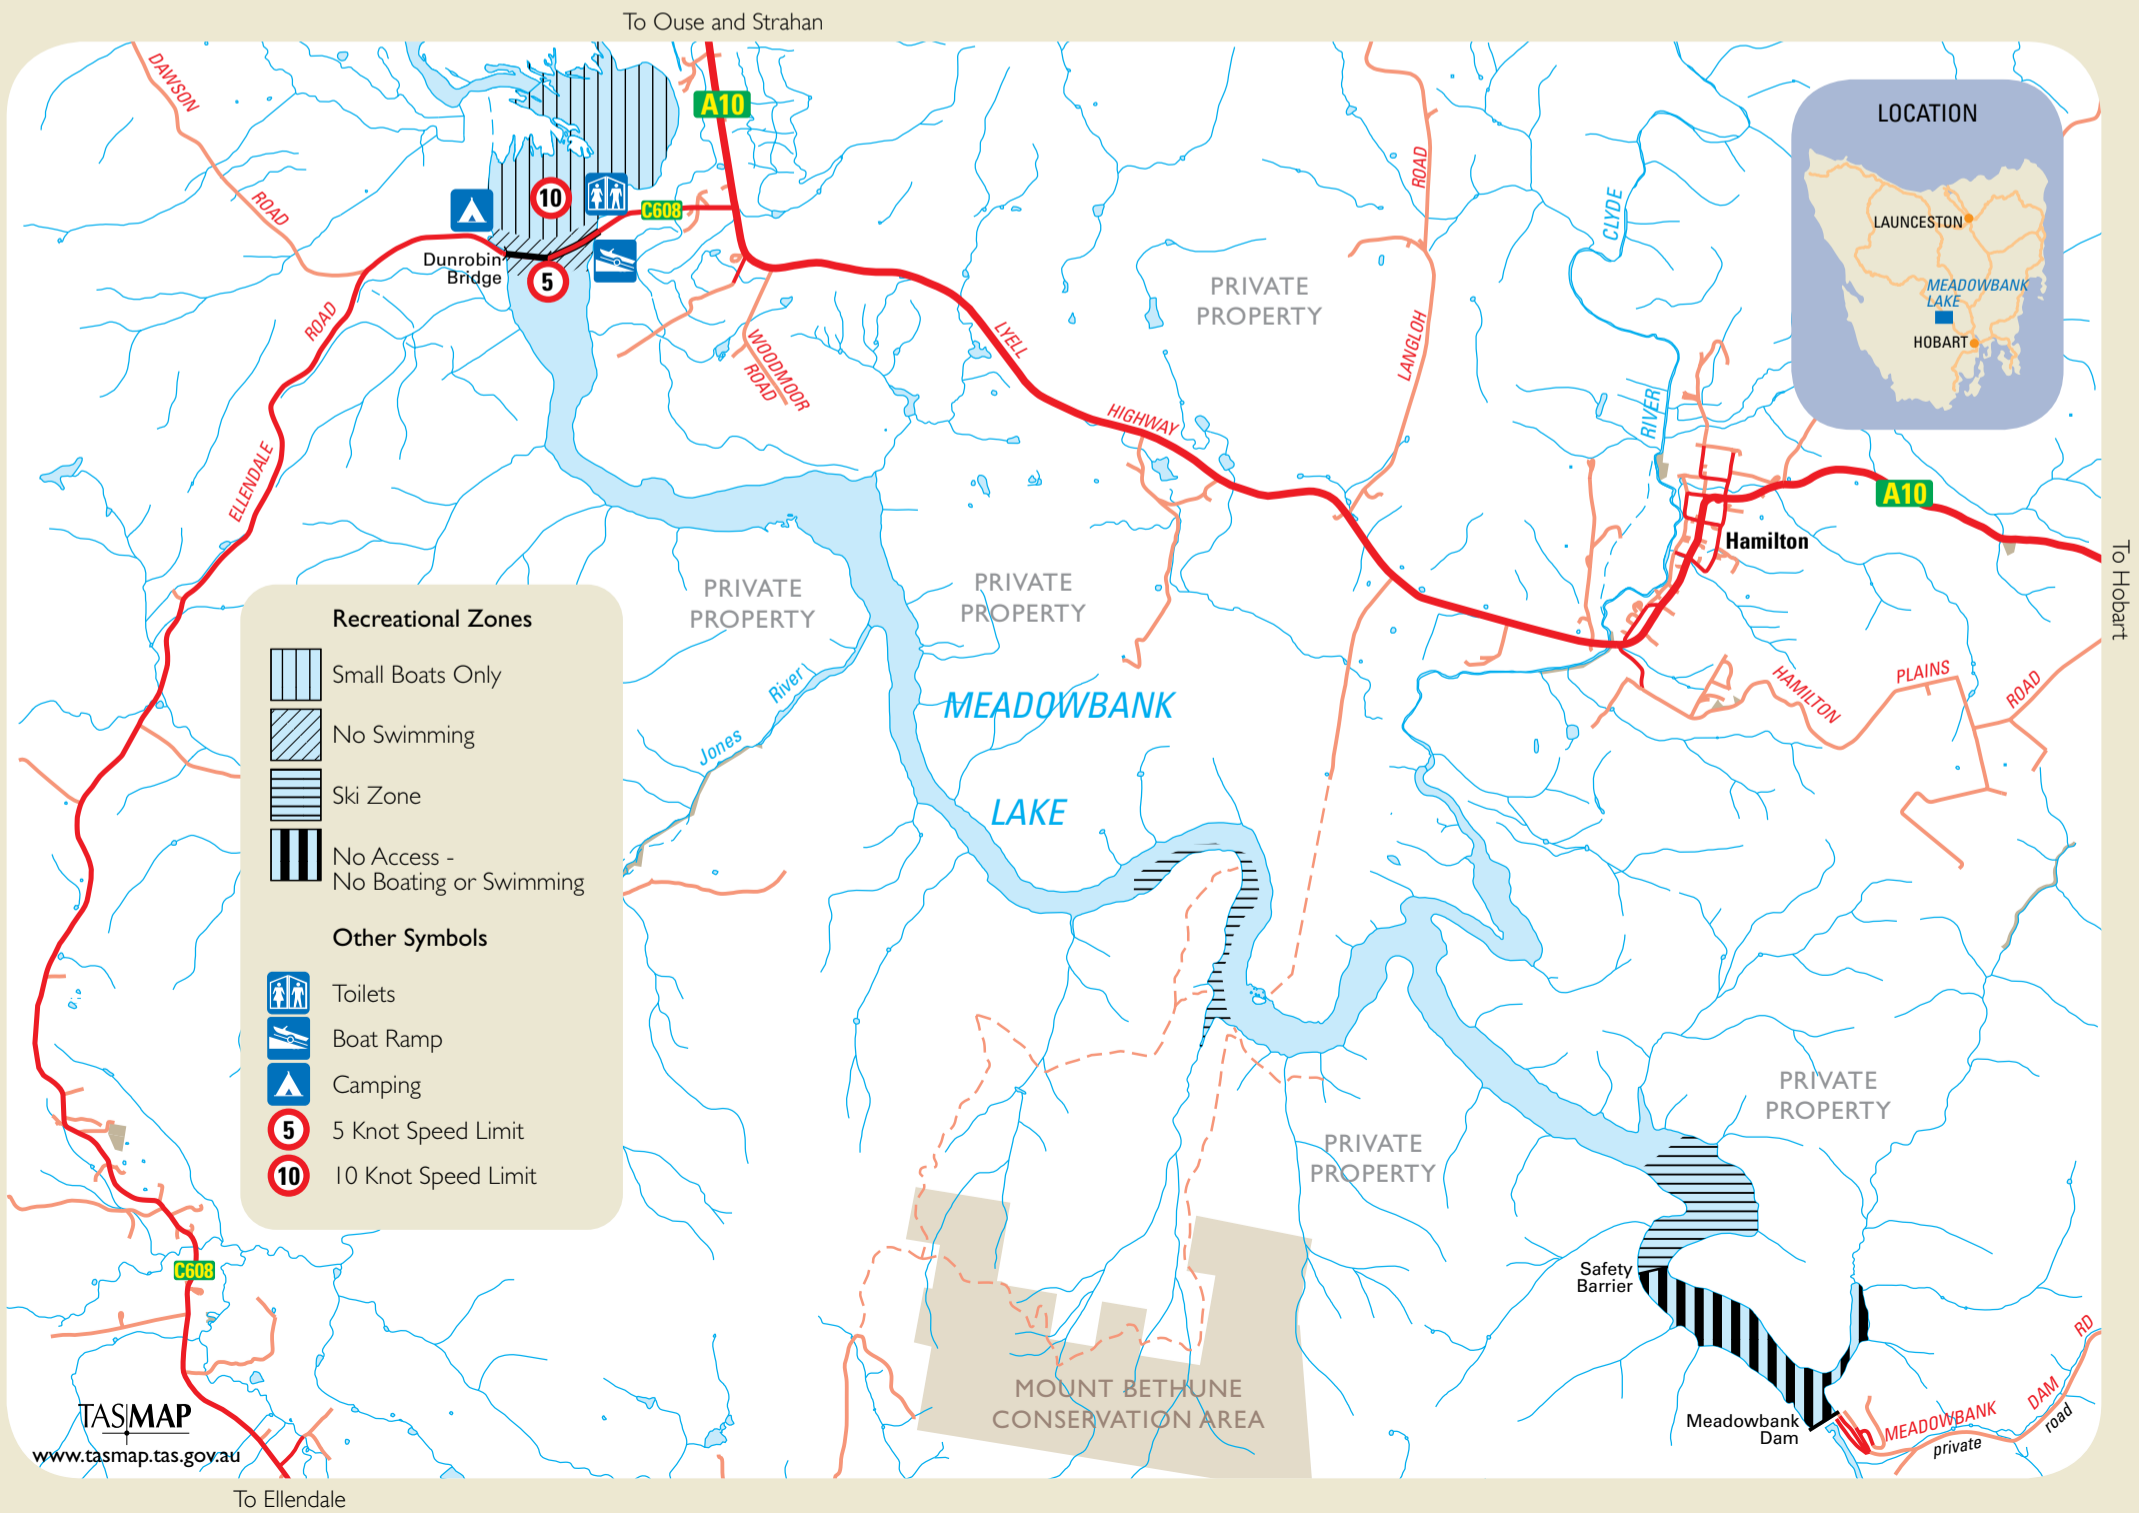 To Ouse and Strahan
DAWSON
ROAD
A10
10
C608
Dunrobin
Bridge
5
ROAD
ELLENDALE
WOODMOOR
ROAD
LYELL
HIGHWAY
PRIVATE
PROPERTY
ROAD
LANGLOH
CLYDE
RIVER
LOCATION
LAUNCESTON
MEADOWBANK
LAKE
HOBART
A10
Hamilton
To Hobart
HAMILTON
PLAINS
ROAD
PRIVATE
PROPERTY
PRIVATE
PROPERTY
Jones
River
MEADOWBANK
LAKE
Recreational Zones
Small Boats Only
No Swimming
Ski Zone
No Access -
No Boating or Swimming
Other Symbols
Toilets
Boat Ramp
Camping
5
5 Knot Speed Limit
10
10 Knot Speed Limit
PRIVATE
PROPERTY
PRIVATE
PROPERTY
C608
Safety
Barrier
MOUNT BETHUNE
CONSERVATION AREA
Meadowbank
Dam
MEADOWBANK
DAM
RD
private
road
TASMAP
www.tasmap.tas.gov.au
To Ellendale